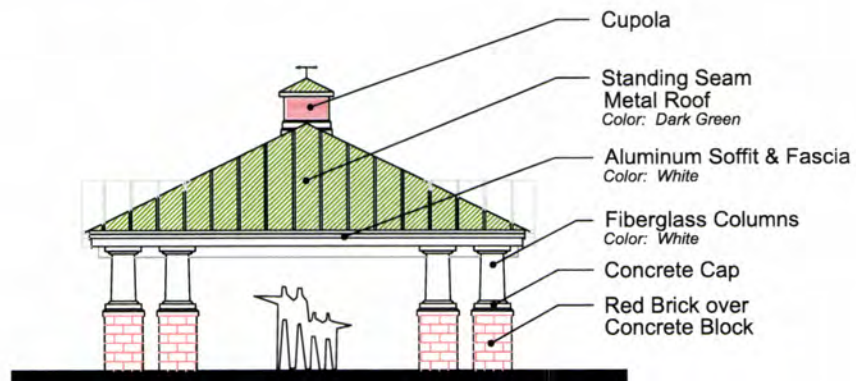 Cupola
Standing Seam
Metal Roof
Color: Dark Green
Aluminum Soffit & Fascia
Color: White
Fiberglass Columns
Color: White
Concrete Cap
Red Brick over
Concrete Block